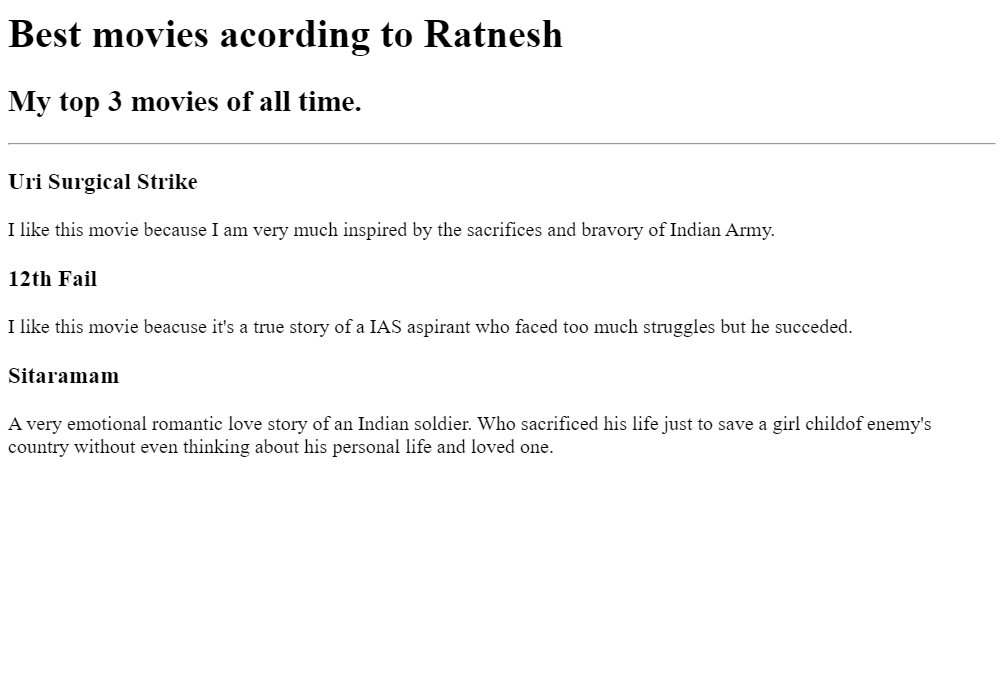 Best movies acording to Ratnesh
My top 3 movies of all time.
Uri Surgical Strike
I like this movie because I am very much inspired by the sacrifices and bravory of Indian Army.
12th Fail
I like this movie beacuse it's a true story of a IAS aspirant who faced too much struggles but he succeded.
Sitaramam
A very emotional romantic love story of an Indian soldier. Who sacrificed his life just to save a girl childof enemy's
country without even thinking about his personal life and loved one.